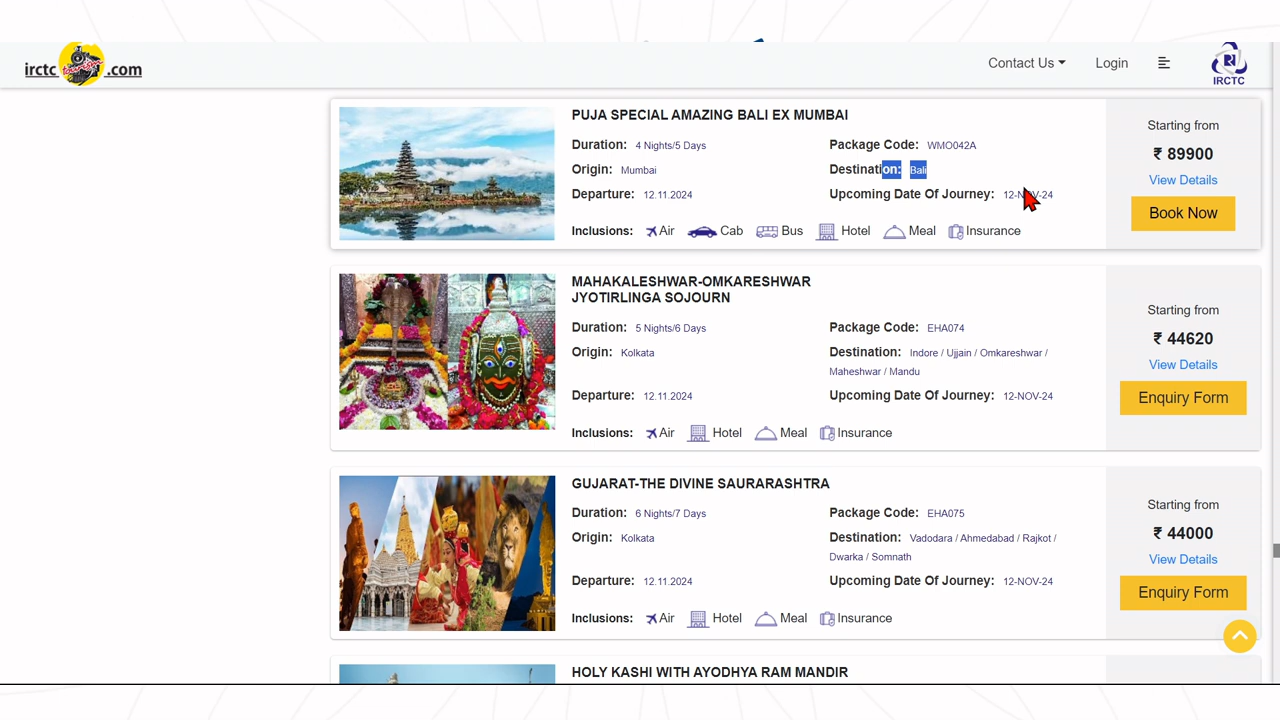 irctc tourism .com
Contact Us
Login
IRCTC
PUJA SPECIAL AMAZING BALI EX MUMBAI
Duration: 4 Nights/5 Days
Package Code: WMO042A
Origin: Mumbai
Destination: Bali
Departure: 12.11.2024
Upcoming Date Of Journey: 12-NOV-24
Inclusions: Air Cab Bus Hotel Meal Insurance
Starting from
₹ 89900
View Details
Book Now
MAHAKALESHWAR-OMKARESHWAR
JYOTIRLINGA SOJOURN
Duration: 5 Nights/6 Days
Package Code: EHA074
Origin: Kolkata
Destination: Indore / Ujjain / Omkareshwar /
Maheshwar / Mandu
Departure: 12.11.2024
Upcoming Date Of Journey: 12-NOV-24
Inclusions: Air Hotel Meal Insurance
Starting from
₹ 44620
View Details
Enquiry Form
GUJARAT-THE DIVINE SAURARASHTRA
Duration: 6 Nights/7 Days
Package Code: EHA075
Origin: Kolkata
Destination: Vadodara / Ahmedabad / Rajkot /
Dwarka / Somnath
Departure: 12.11.2024
Upcoming Date Of Journey: 12-NOV-24
Inclusions: Air Hotel Meal Insurance
Starting from
₹ 44000
View Details
Enquiry Form
HOLY KASHI WITH AYODHYA RAM MANDIR